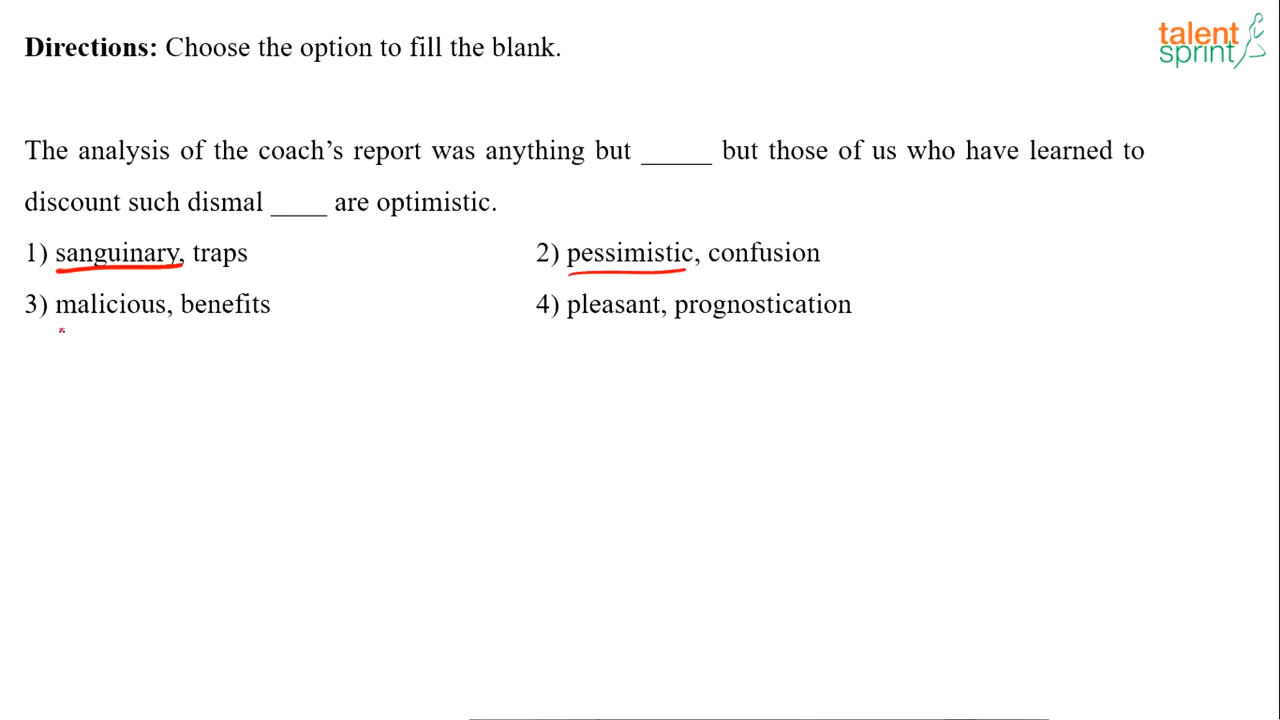 Directions: Choose the option to fill the blank.
talent
sprint
The analysis of the coach's report was anything but _____ but those of us who have learned to
discount such dismal ____ are optimistic.
1) sanguinary, traps 2) pessimistic, confusion
3) malicious, benefits 4) pleasant, prognostication